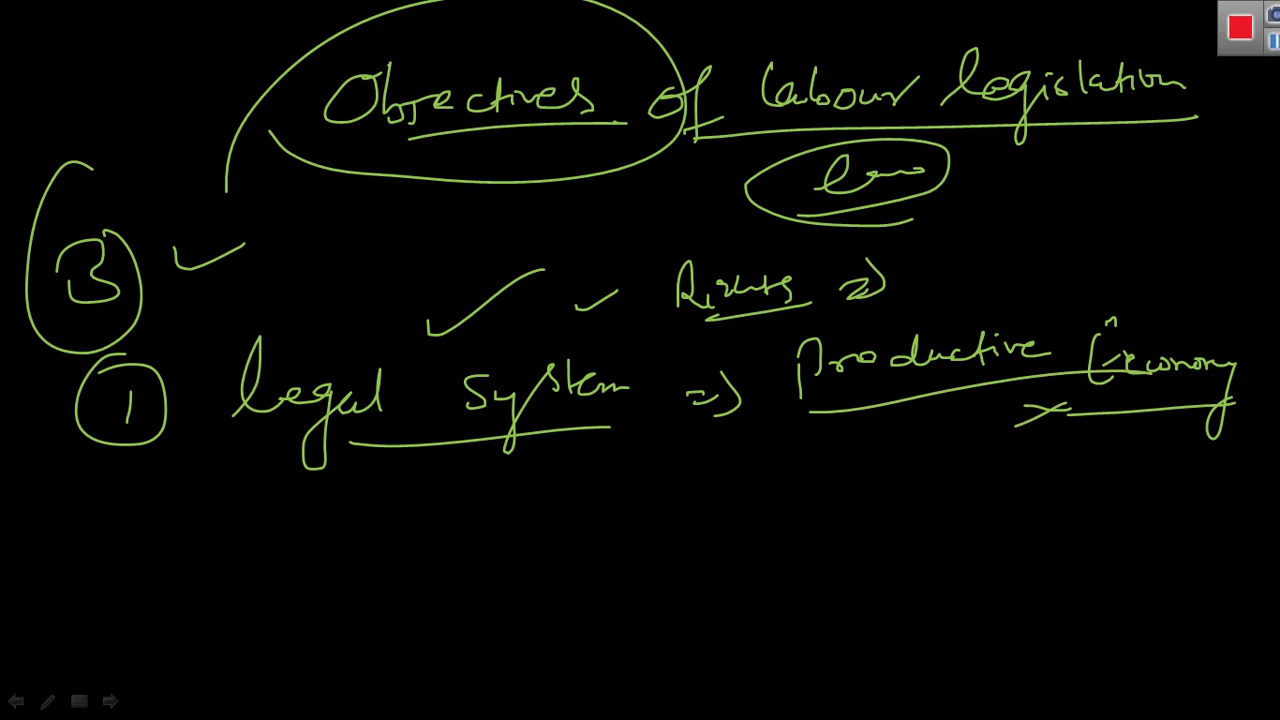 Objectives of labour legislation
law
3
Rights =>
1 legal system => Productive economy